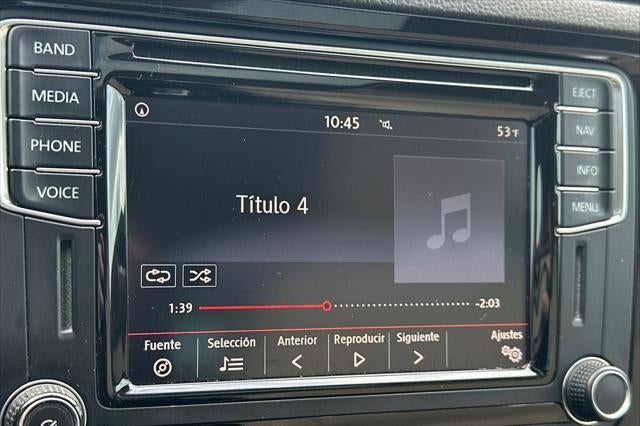 BAND
MEDIA
PHONE
VOICE
10:45
53°F
Título 4
1:39
-2:03
Fuente
Selección
Anterior
Reproducir
Siguiente
Ajustes
EJECT
NAV
INFO
MENU